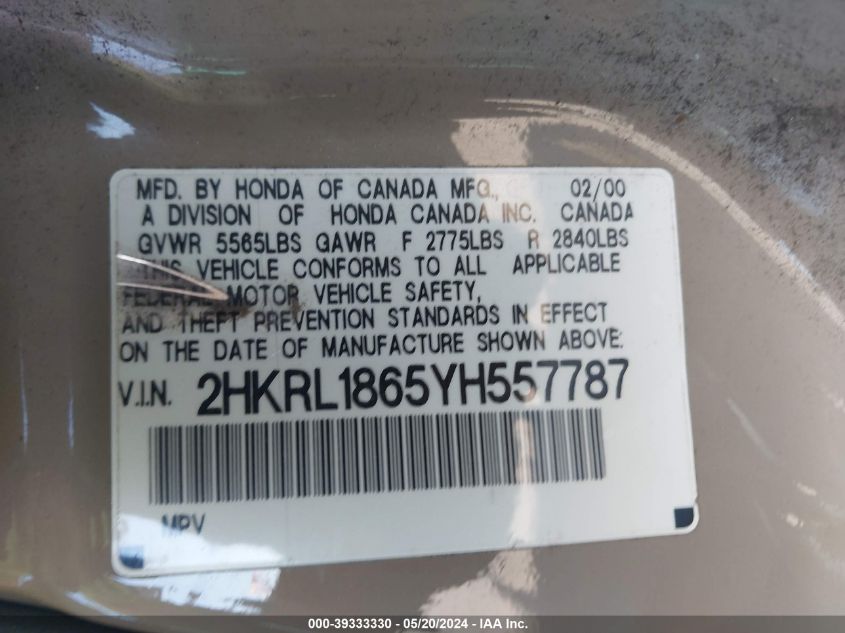 MFD. BY HONDA OF CANADA MFG., 02/00
A DIVISION OF HONDA CANADA INC. CANADA
GVWR 5565LBS GAWR F 2775LBS R 2840LBS
THIS VEHICLE CONFORMS TO ALL APPLICABLE
FEDERAL MOTOR VEHICLE SAFETY,
AND THEFT PREVENTION STANDARDS IN EFFECT
ON THE DATE OF MANUFACTURE SHOWN ABOVE.
V.I.N. 2HKRL1865YH557787
MPV
000-39333330 - 05/20/2024 - IAA Inc.